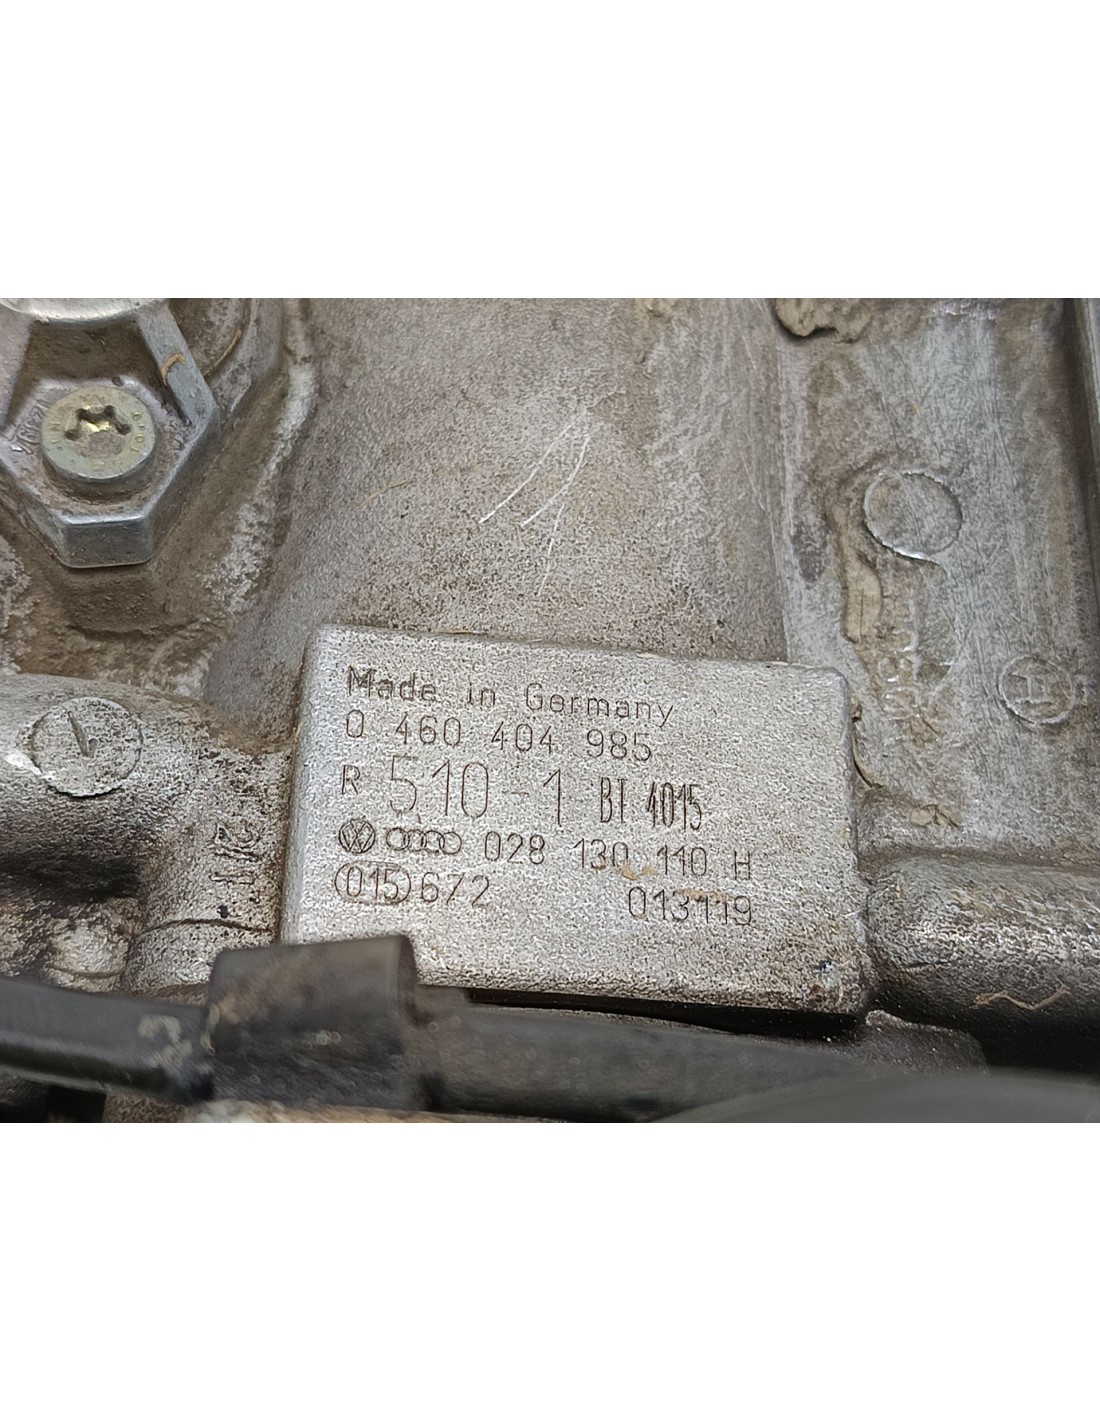 Made in Germany
0 460 404 985
R 510-1 BT 4015
028 130 110 H
015 672 013119